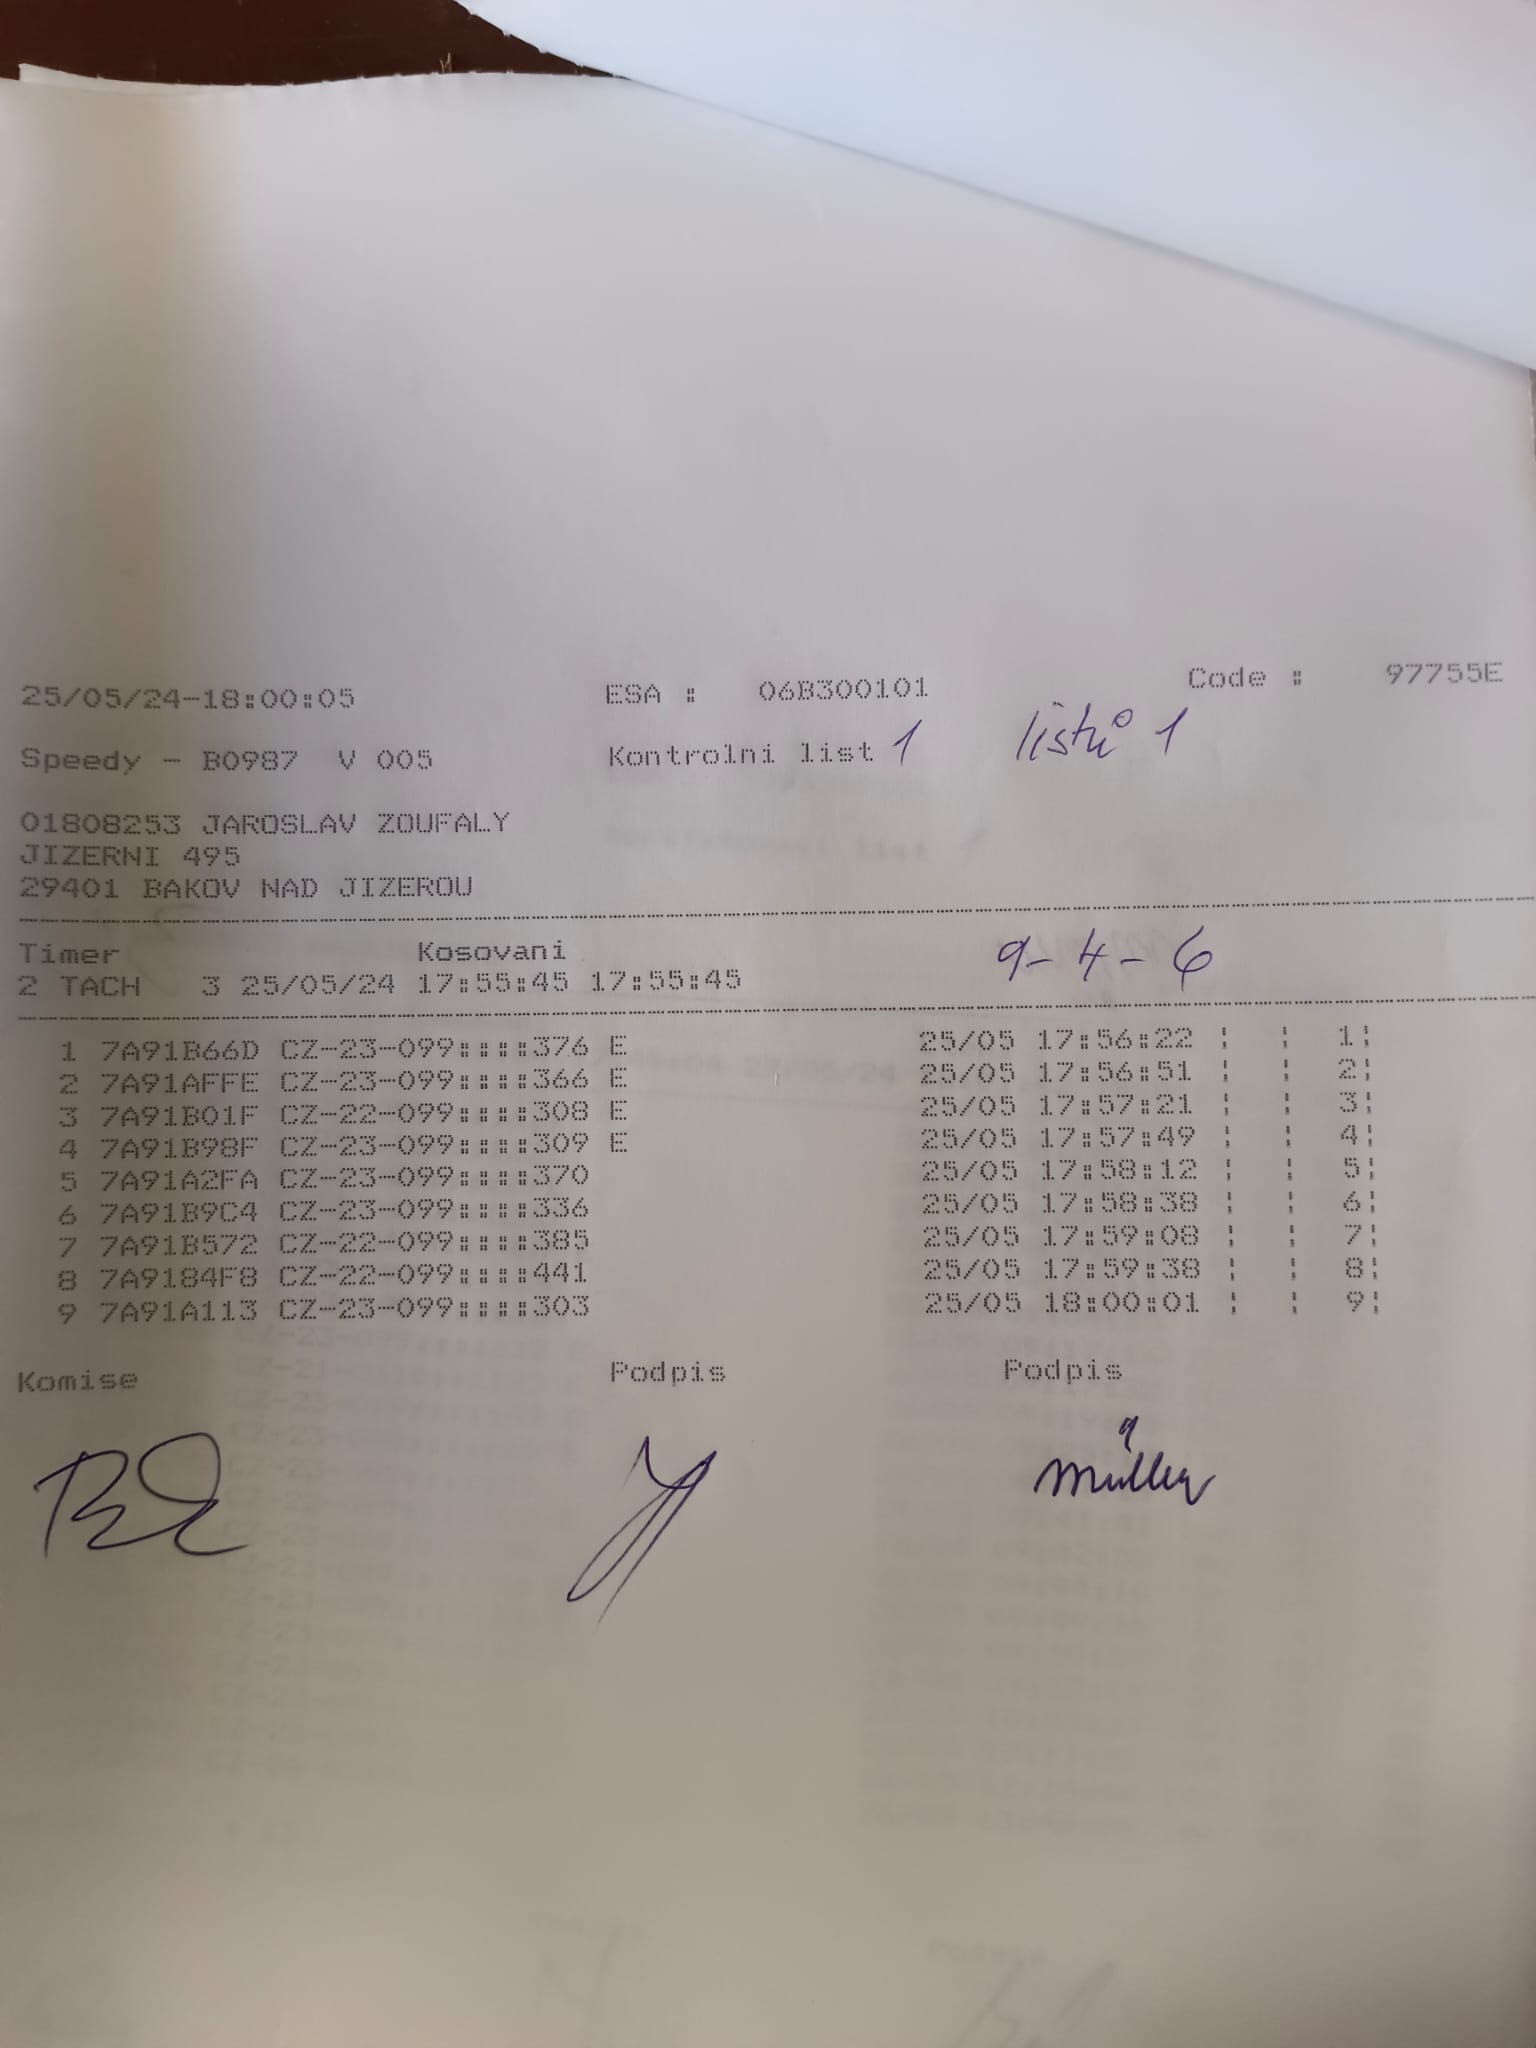 25/05/24-18:00:05 ESA : 06B300101 Code : 97755E
Speedy - B0987 V 005 Kontrolni list 1 listů 1
01808253 JAROSLAV ZOUFALY
JIZERNI 495
29401 BAKOV NAD JIZEROU
Timer Kosovani 9-4-6
2 TACH 3 25/05/24 17:55:45 17:55:45
1 7A91B66D CZ-23-099::::376 E 25/05 17:56:22 ¦ ¦ 1¦
2 7A91AFFE CZ-23-099::::366 E 25/05 17:56:51 ¦ ¦ 2¦
3 7A91B01F CZ-22-099::::308 E 25/05 17:57:21 ¦ ¦ 3¦
4 7A91B98F CZ-23-099::::309 E 25/05 17:57:49 ¦ ¦ 4¦
5 7A91A2FA CZ-23-099::::370 25/05 17:58:12 ¦ ¦ 5¦
6 7A91B9C4 CZ-23-099::::336 25/05 17:58:38 ¦ ¦ 6¦
7 7A91B572 CZ-22-099::::385 25/05 17:59:08 ¦ ¦ 7¦
8 7A9184F8 CZ-22-099::::441 25/05 17:59:38 ¦ ¦ 8¦
9 7A91A113 CZ-23-099::::303 25/05 18:00:01 ¦ ¦ 9¦
Komise Podpis Podpis
Müller